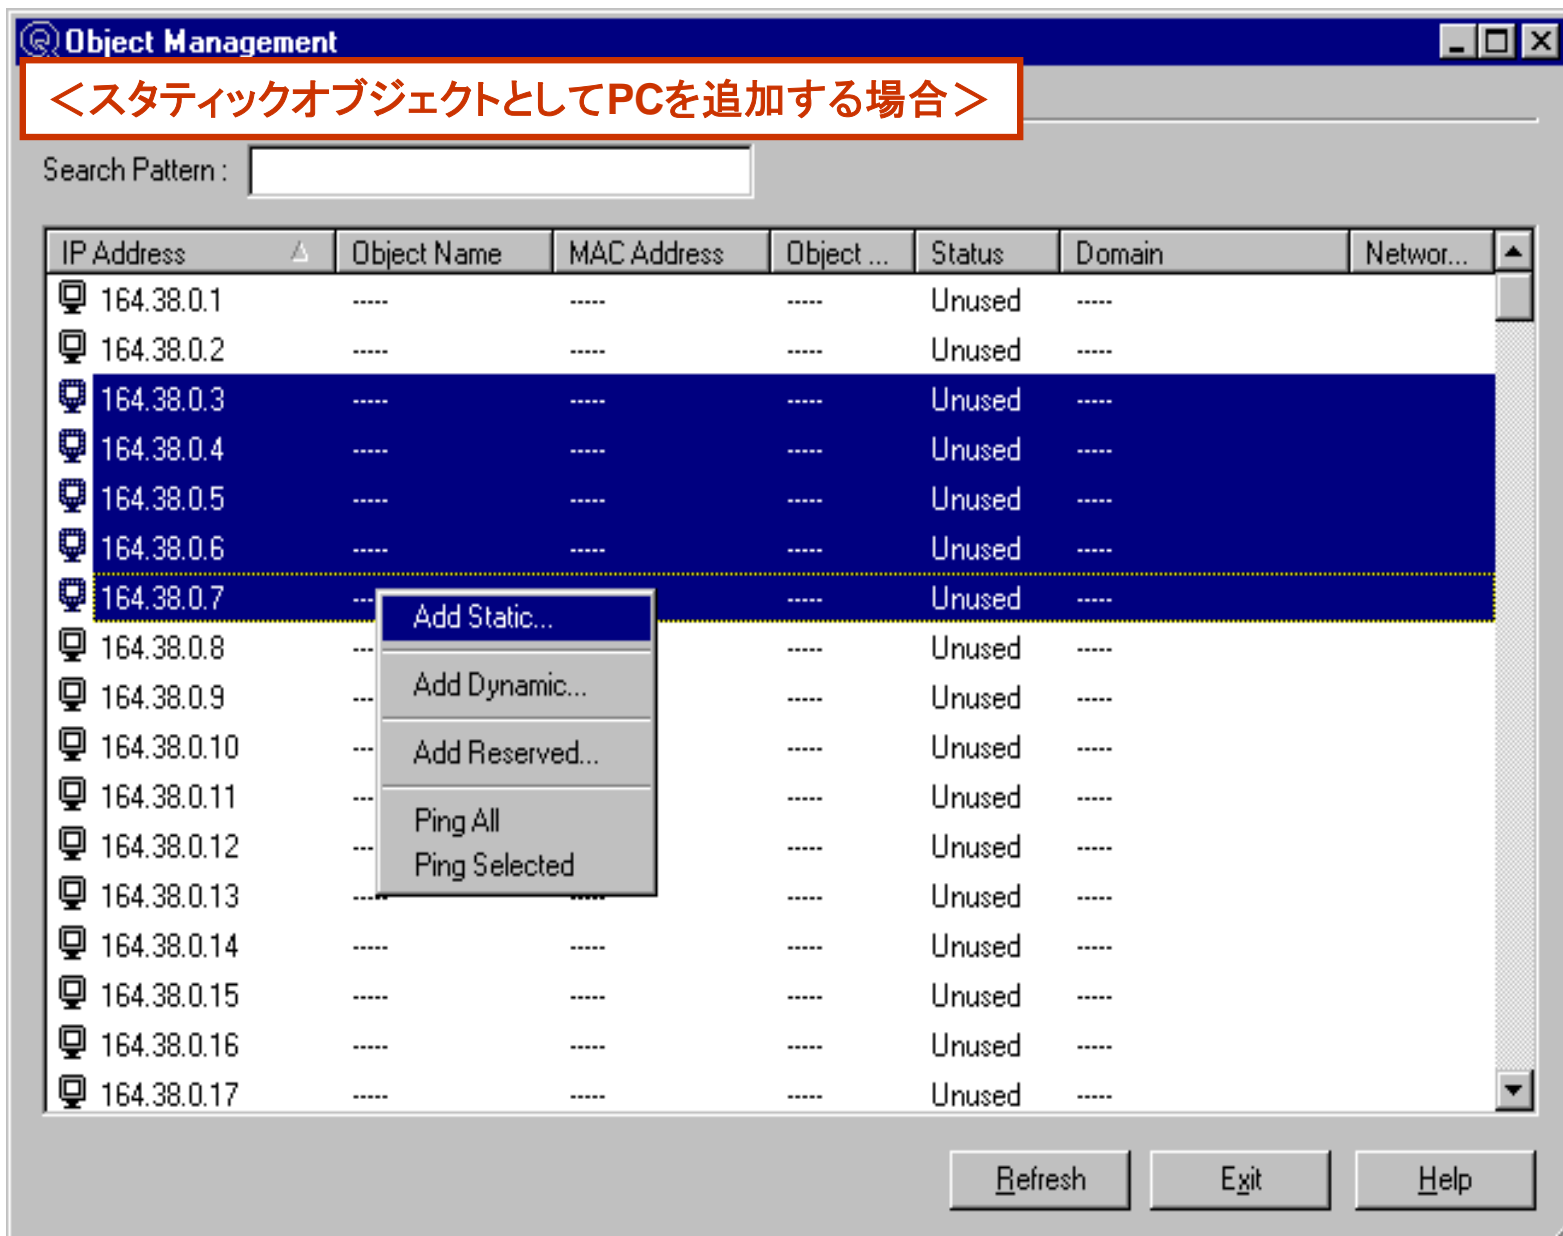 Object Management
＜スタティックオブジェクトとしてPCを追加する場合＞
Search Pattern :
IP Address Object Name MAC Address Object ... Status Domain Networ...
164.38.0.1 ----- ----- ----- Unused -----
164.38.0.2 ----- ----- ----- Unused -----
164.38.0.3 ----- ----- ----- Unused -----
164.38.0.4 ----- ----- ----- Unused -----
164.38.0.5 ----- ----- ----- Unused -----
164.38.0.6 ----- ----- ----- Unused -----
164.38.0.7 --- ----- Unused -----
Add Static...
164.38.0.8 --- ----- Unused -----
Add Dynamic...
164.38.0.9 --- ----- Unused -----
164.38.0.10 --- ----- Unused -----
Add Reserved...
164.38.0.11 --- ----- Unused -----
Ping All
164.38.0.12 --- ----- Unused -----
Ping Selected
164.38.0.13 ----- ----- ----- Unused -----
164.38.0.14 ----- ----- ----- Unused -----
164.38.0.15 ----- ----- ----- Unused -----
164.38.0.16 ----- ----- ----- Unused -----
164.38.0.17 ----- ----- ----- Unused -----
Refresh Exit Help